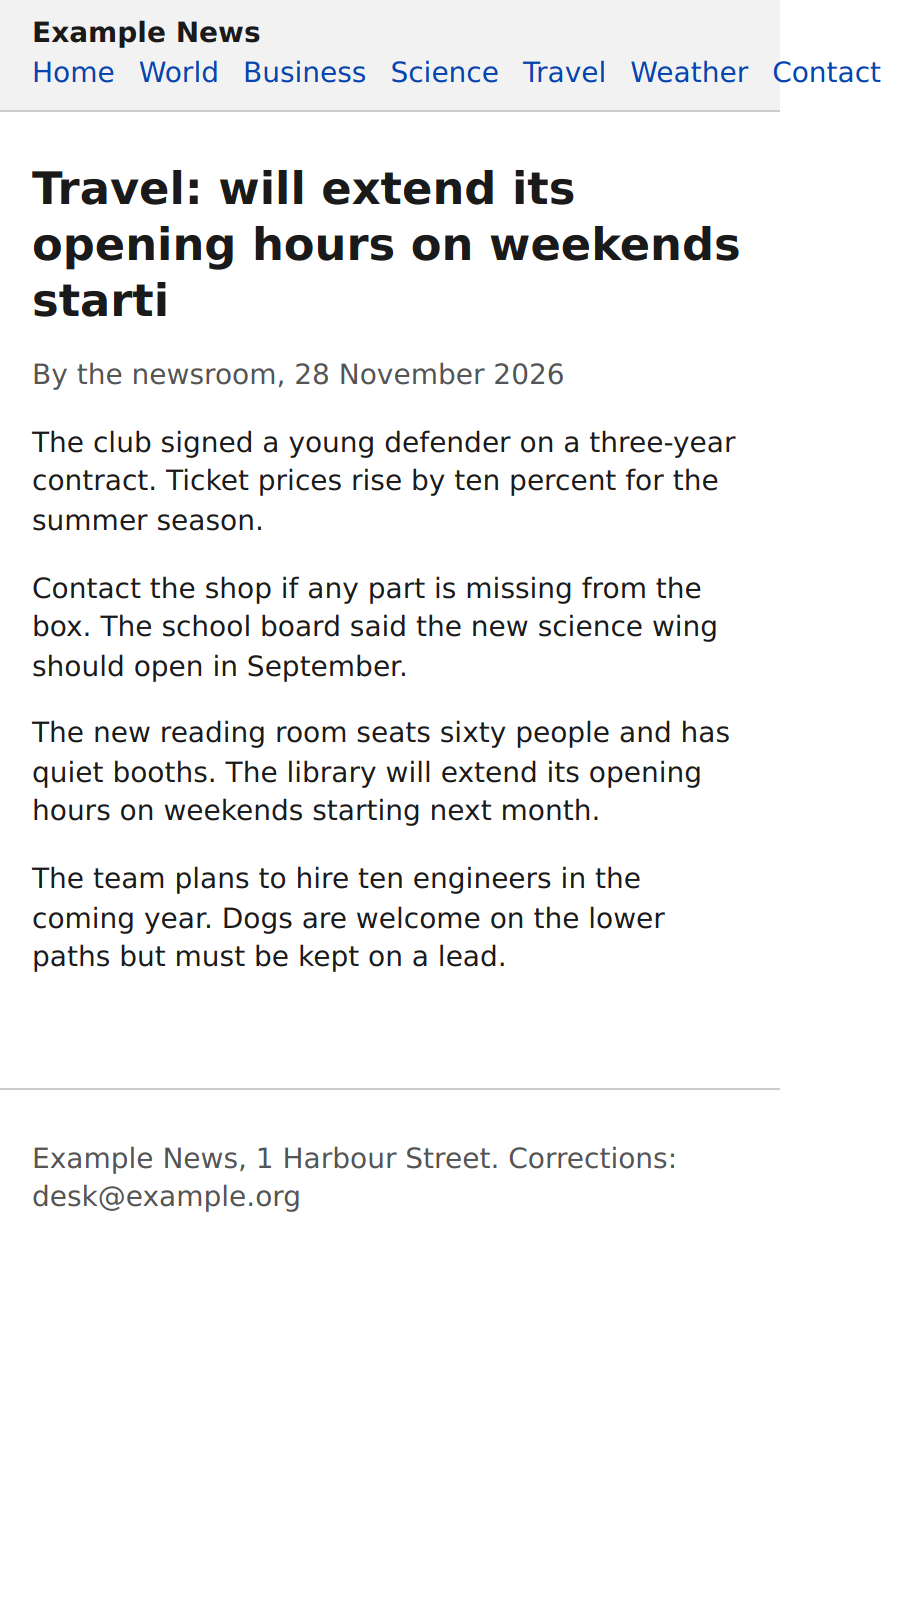 Example News
Home World Business Science Travel Weather Contact
Travel: will extend its
opening hours on weekends
starti
By the newsroom, 28 November 2026
The club signed a young defender on a three-year
contract. Ticket prices rise by ten percent for the
summer season.
Contact the shop if any part is missing from the
box. The school board said the new science wing
should open in September.
The new reading room seats sixty people and has
quiet booths. The library will extend its opening
hours on weekends starting next month.
The team plans to hire ten engineers in the
coming year. Dogs are welcome on the lower
paths but must be kept on a lead.
Example News, 1 Harbour Street. Corrections:
desk@example.org